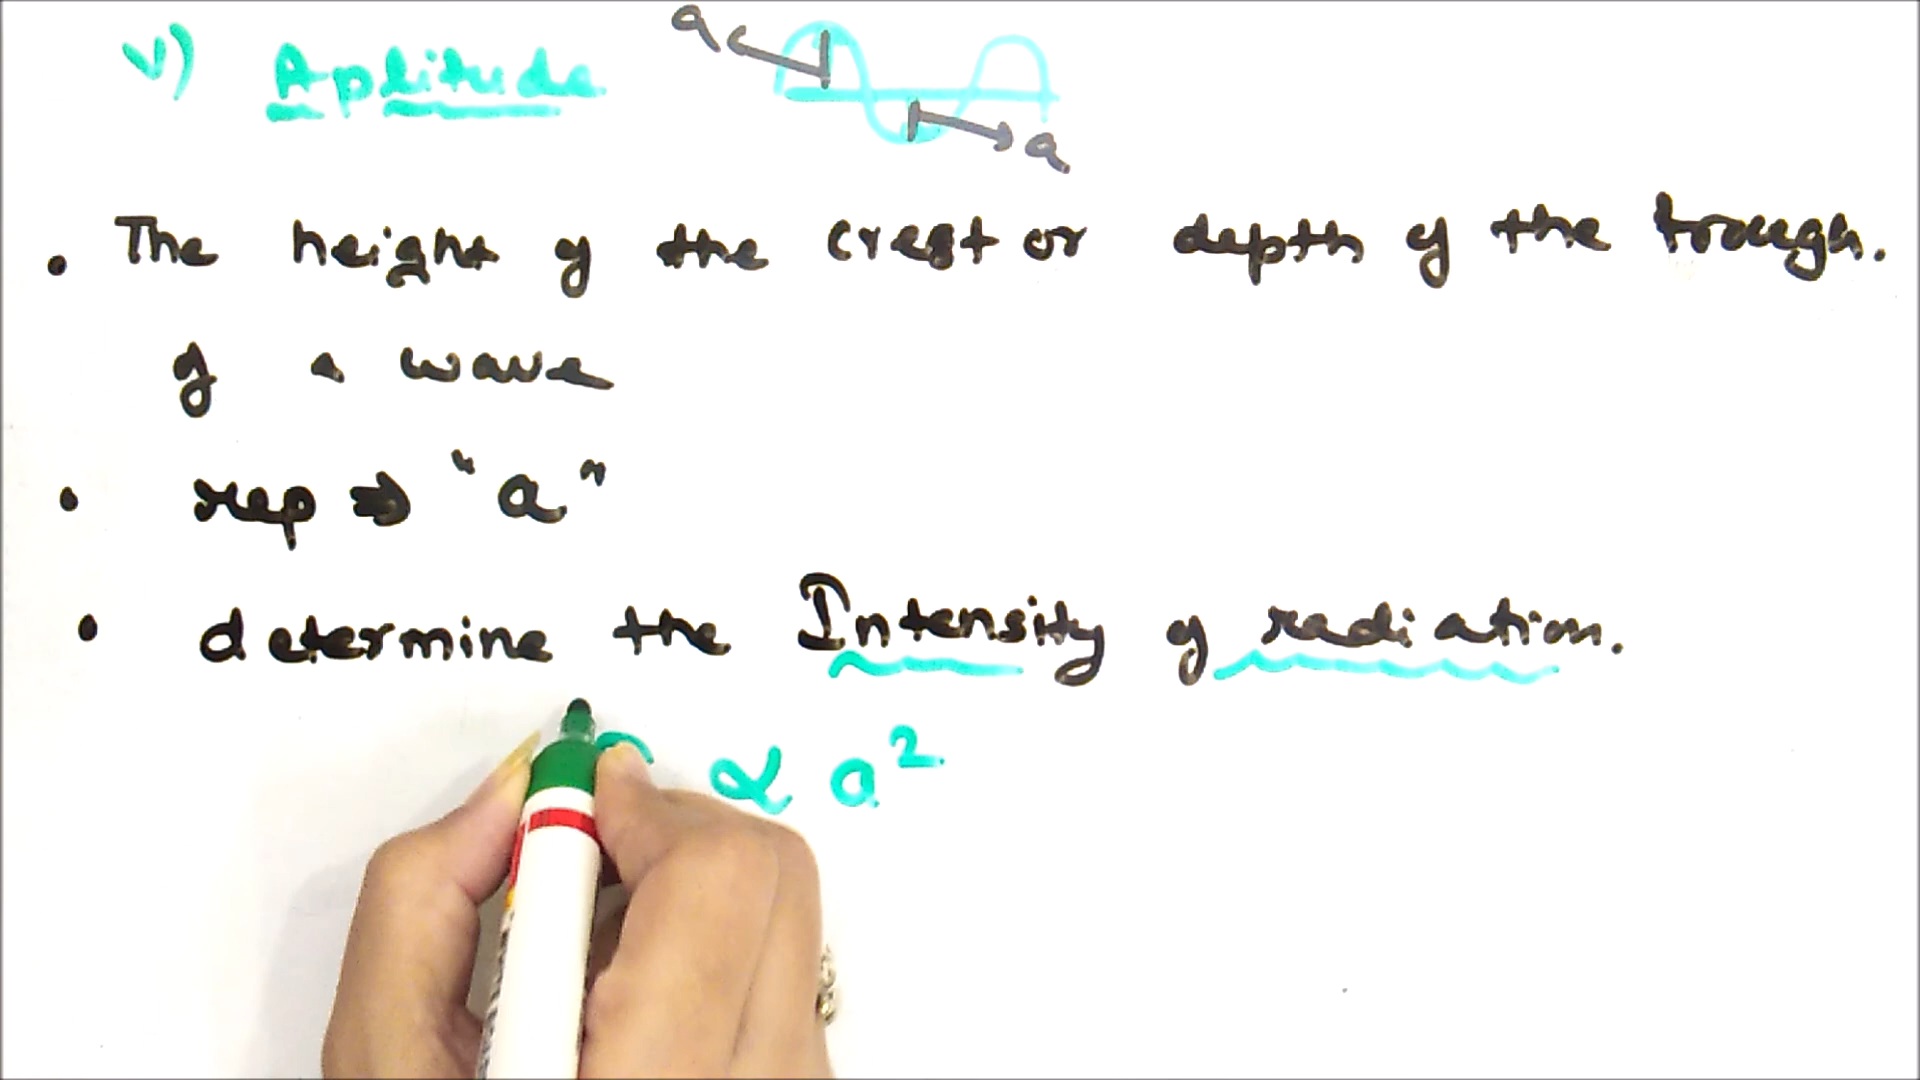 v) Aplitude
a
a
. The height of the crest or depth of the trough.
of a wave
. rep ⇒ "a"
. determine the Intensity of radiation.
∝ a²